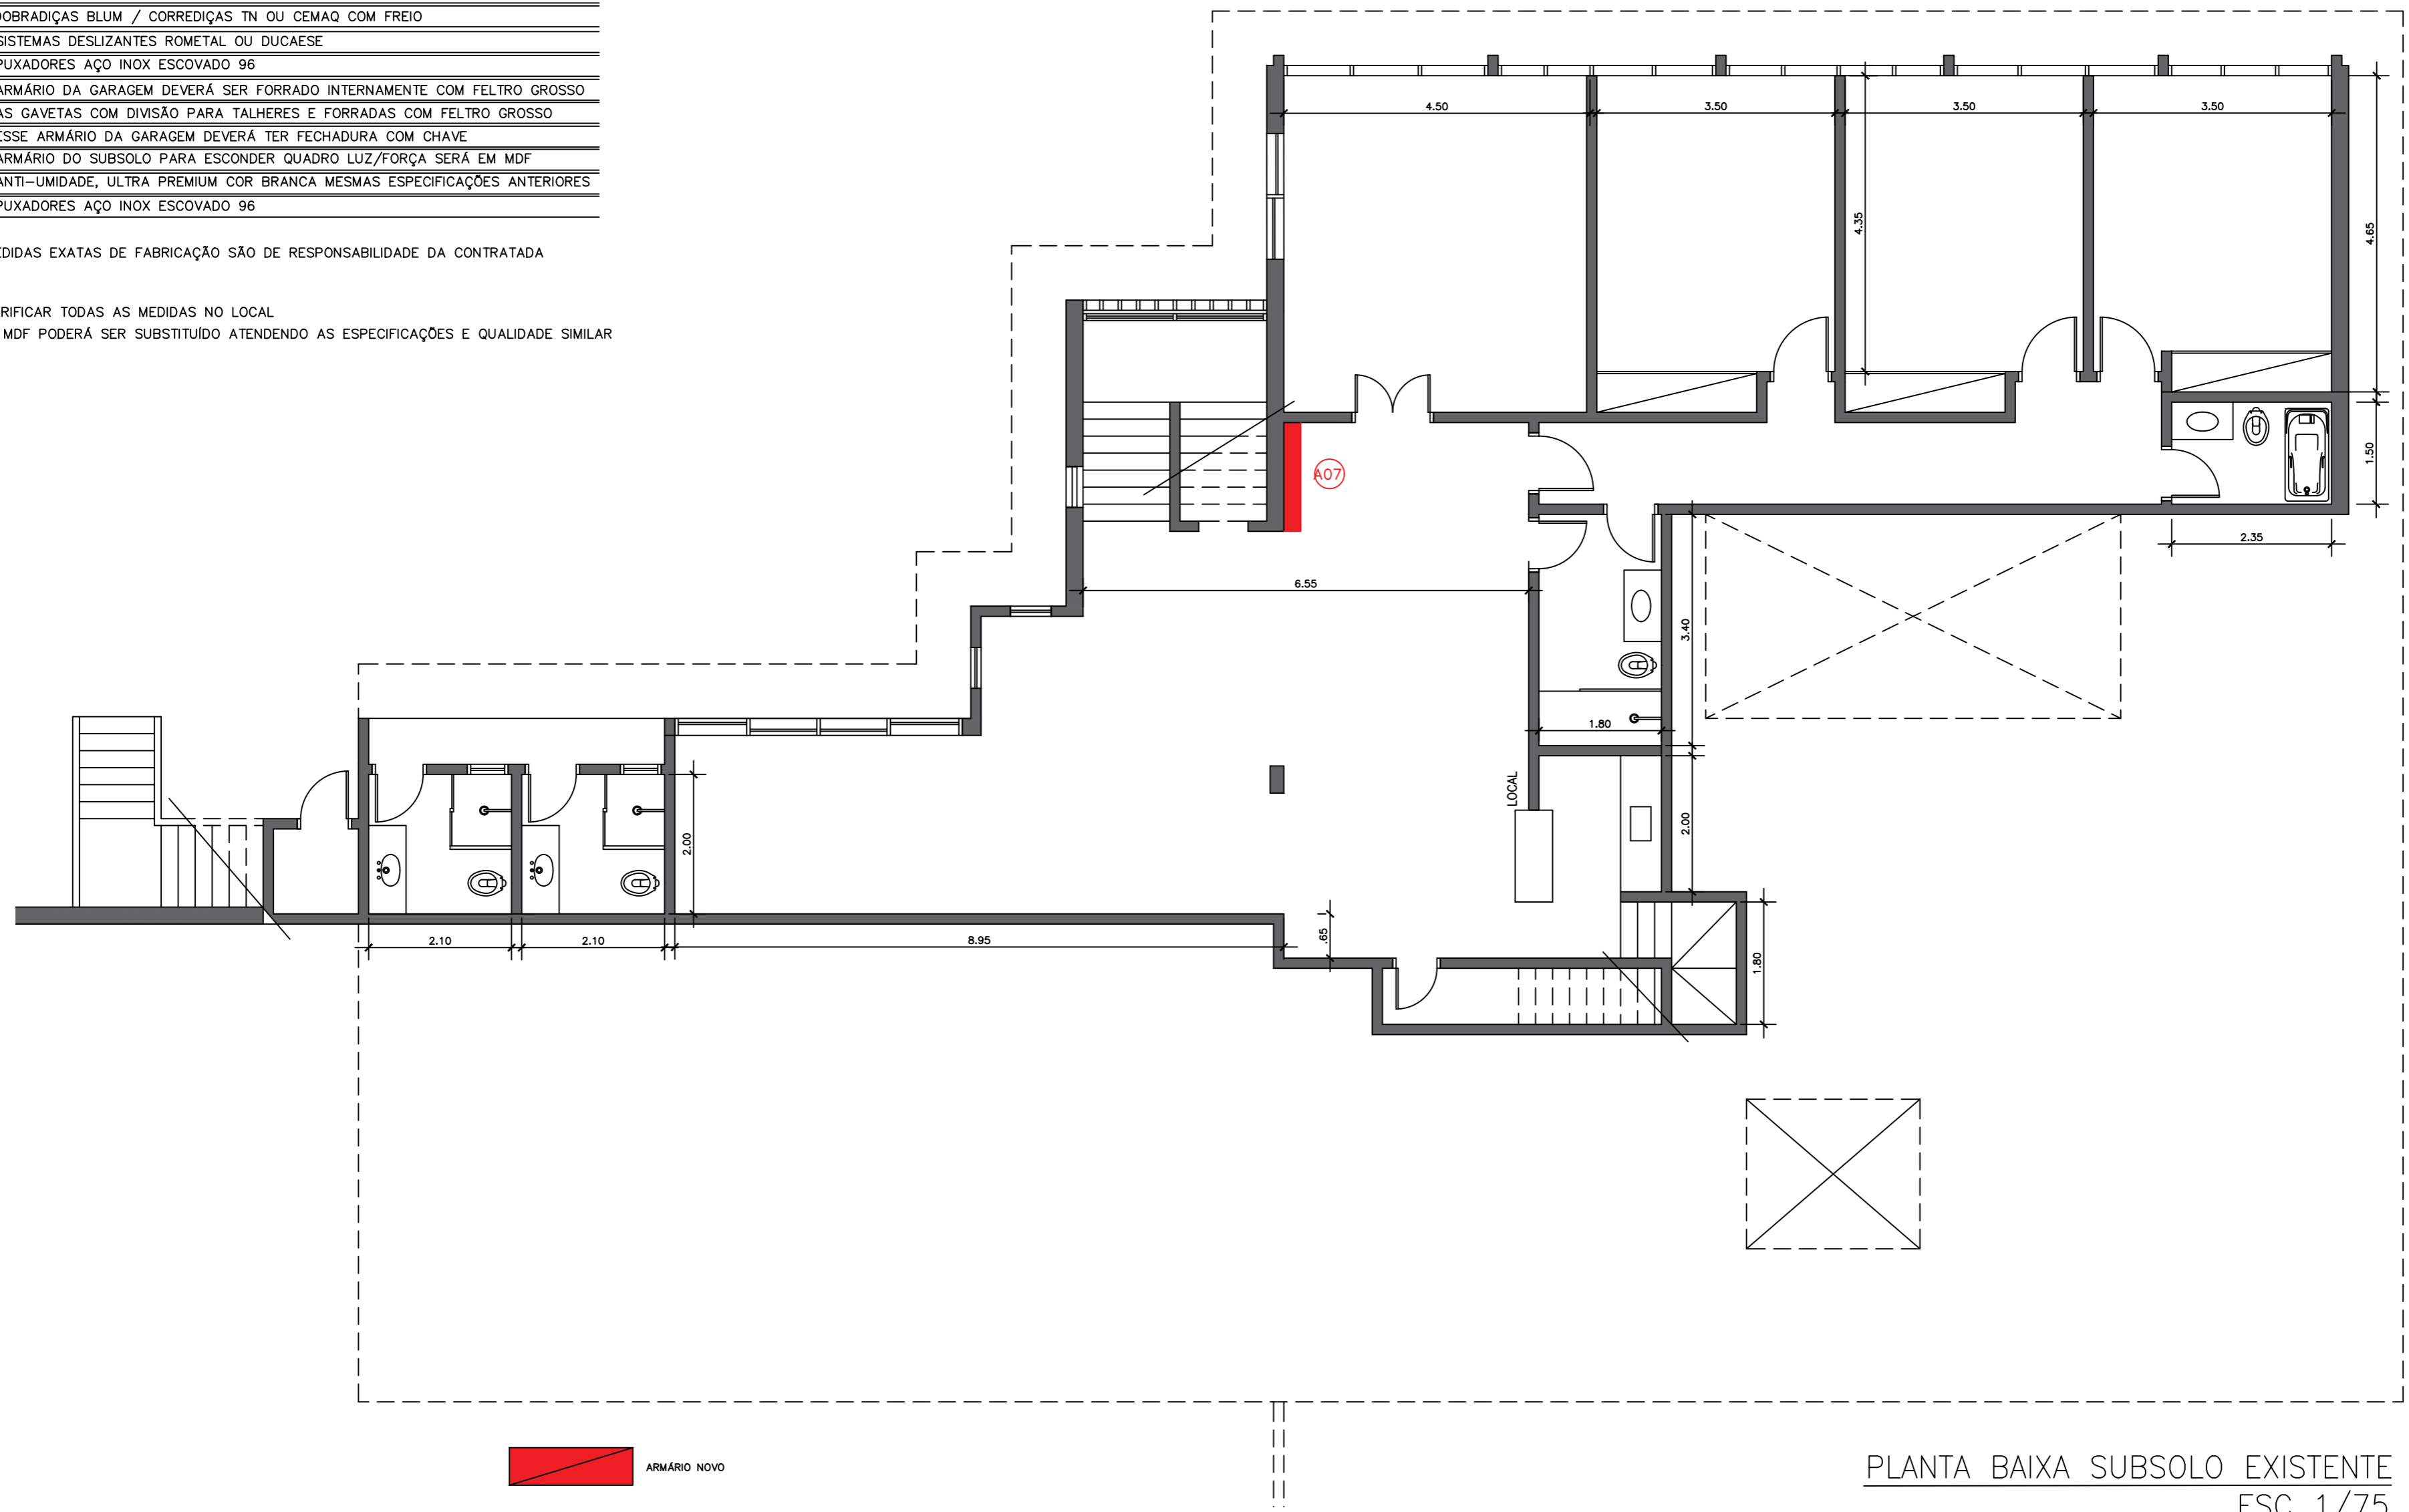 DOBRADIÇAS BLUM / CORREDIÇAS TN OU CEMAQ COM FREIO
SISTEMAS DESLIZANTES ROMETAL OU DUCAESE
PUXADORES AÇO INOX ESCOVADO 96
ARMÁRIO DA GARAGEM DEVERÁ SER FORRADO INTERNAMENTE COM FELTRO GROSSO
AS GAVETAS COM DIVISÃO PARA TALHERES E FORRADAS COM FELTRO GROSSO
ESSE ARMÁRIO DA GARAGEM DEVERÁ TER FECHADURA COM CHAVE
ARMÁRIO DO SUBSOLO PARA ESCONDER QUADRO LUZ/FORÇA SERÁ EM MDF
ANTI-UMIDADE, ULTRA PREMIUM COR BRANCA MESMAS ESPECIFICAÇÕES ANTERIORES
PUXADORES AÇO INOX ESCOVADO 96
EDIDAS EXATAS DE FABRICAÇÃO SÃO DE RESPONSABILIDADE DA CONTRATADA
RIFICAR TODAS AS MEDIDAS NO LOCAL
MDF PODERÁ SER SUBSTITUÍDO ATENDENDO AS ESPECIFICAÇÕES E QUALIDADE SIMILAR
4.50
3.50
3.50
3.50
4.35
4.65
1.50
A07
2.35
6.55
3.40
1.80
LOCAL
2.00
2.00
.65
2.10
2.10
8.95
1.80
ARMÁRIO NOVO
PLANTA BAIXA SUBSOLO EXISTENTE
ESC 1/75